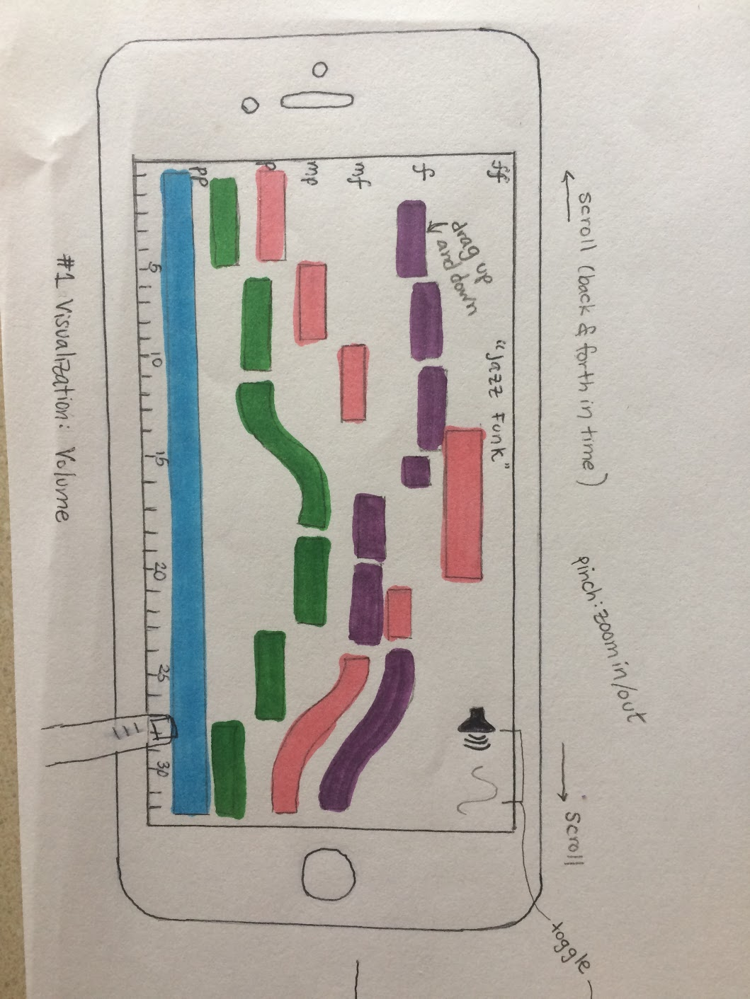 scroll (back & forth in time)
pinch: zoom in/out
scroll
toggle
"Jazz Funk"
ff
f
mf
mp
p
pp
drag up
and down
5 10 15 20 25 30
#1 Visualization: Volume